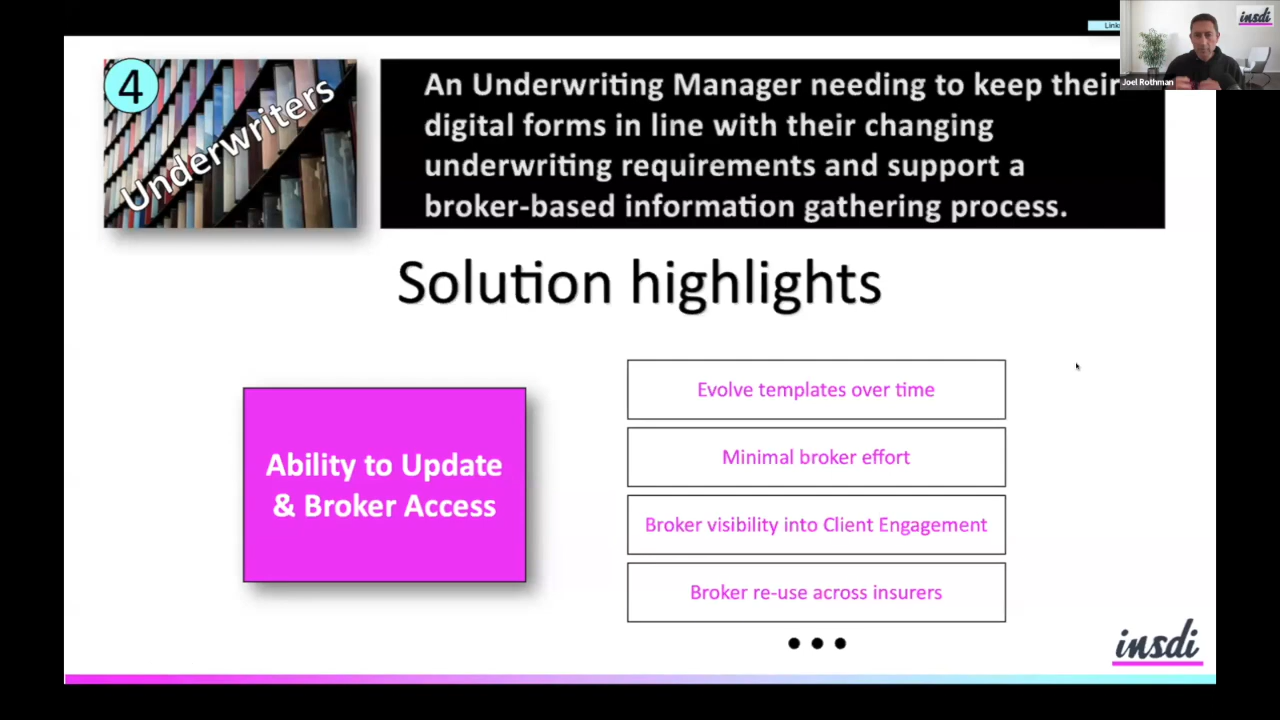 4
Underwriters
An Underwriting Manager needing to keep their
digital forms in line with their changing
underwriting requirements and support a
broker-based information gathering process.
insdi
Joel Rothman
Solution highlights
Ability to Update
& Broker Access
Evolve templates over time
Minimal broker effort
Broker visibility into Client Engagement
Broker re-use across insurers
insdi